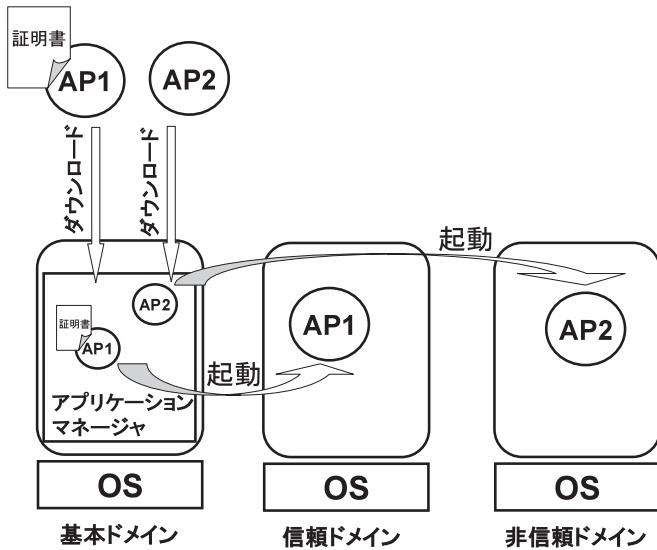 証明書
AP1
AP2
ダウンロード
ダウンロード
起動
AP2
証明書
AP1
起動
アプリケーション
マネージャ
AP1
AP2
OS
OS
OS
基本ドメイン
信頼ドメイン
非信頼ドメイン